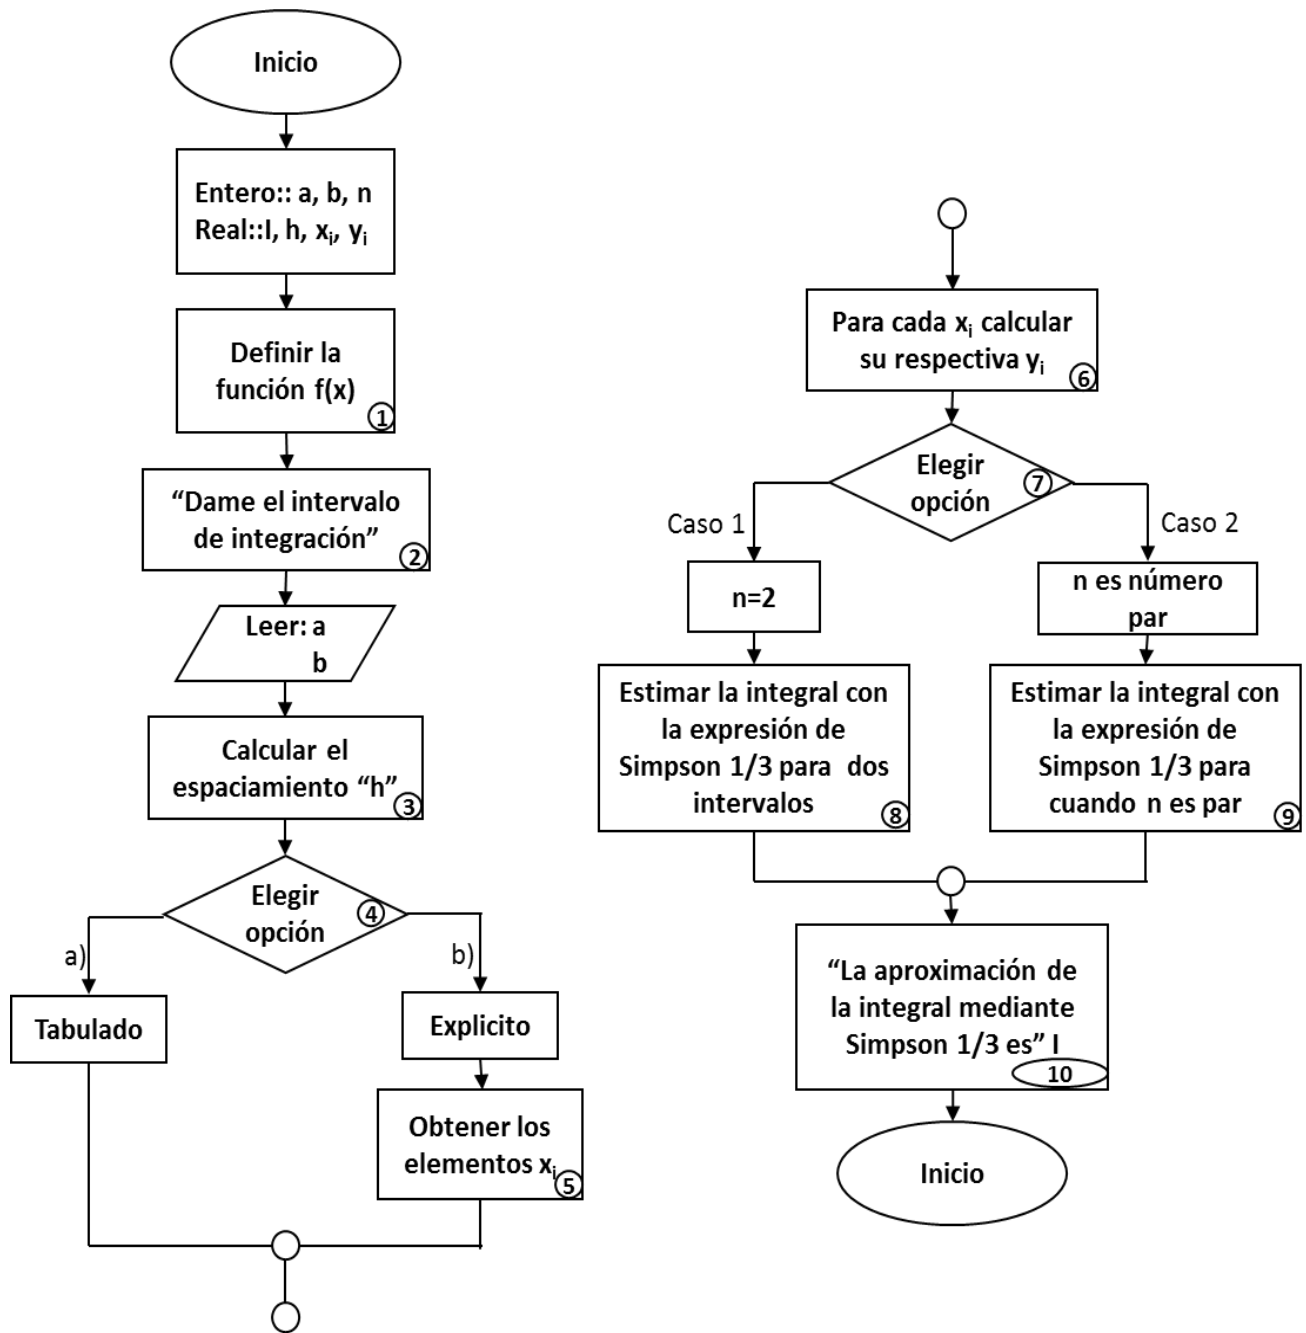 Inicio
Entero:: a, b, n
Real::I, h, xᵢ, yᵢ
Definir la
función f(x)
1
“Dame el intervalo
de integración”
2
Leer: a
b
Calcular el
espaciamiento “h”
3
Elegir
opción
4
a)
b)
Tabulado
Explicito
Obtener los
elementos xᵢ
5
Para cada xᵢ calcular
su respectiva yᵢ
6
Elegir
opción
7
Caso 1
Caso 2
n=2
n es número
par
Estimar la integral con
la expresión de
Simpson 1/3 para dos
intervalos
8
Estimar la integral con
la expresión de
Simpson 1/3 para
cuando n es par
9
“La aproximación de
la integral mediante
Simpson 1/3 es” I
10
Inicio